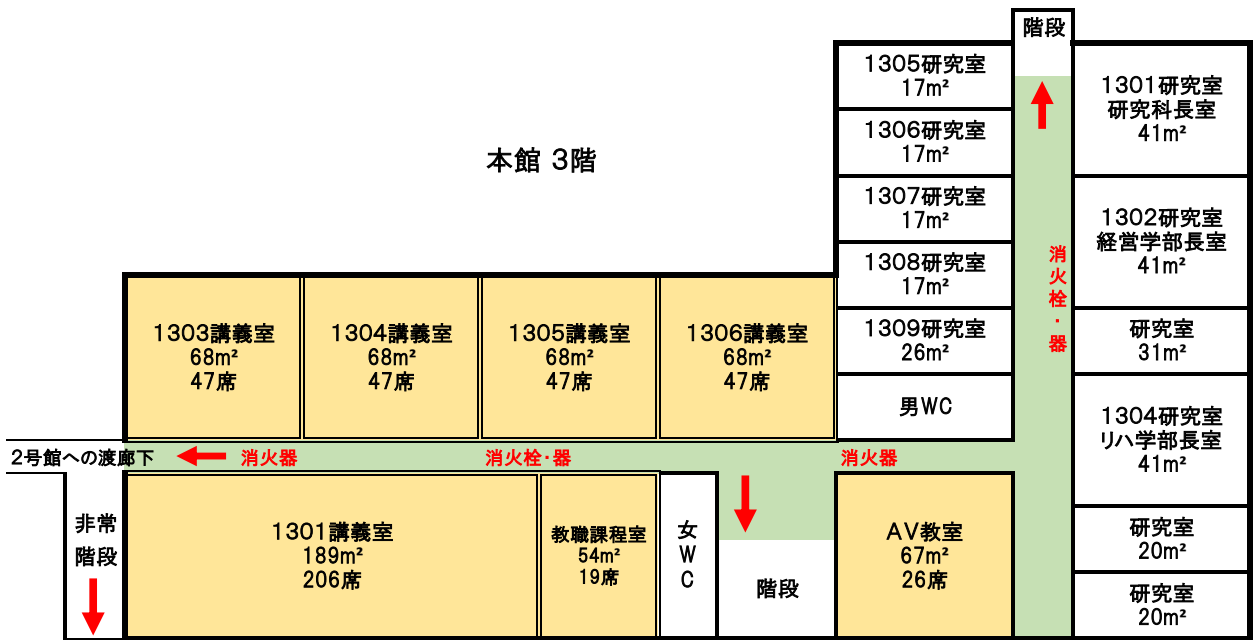 階段
1305研究室
17m²
1301研究室
研究科長室
41m²
1306研究室
17m²
本館 3階
1307研究室
17m²
1302研究室
経営学部長室
41m²
1308研究室
17m²
消火栓・器
1303講義室
68m²
47席
1304講義室
68m²
47席
1305講義室
68m²
47席
1306講義室
68m²
47席
1309研究室
26m²
研究室
31m²
男WC
1304研究室
リハ学部長室
41m²
2号館への渡廊下
消火器
消火栓・器
消火器
非常
階段
1301講義室
189m²
206席
教職課程室
54m²
19席
女WC
階段
AV教室
67m²
26席
研究室
20m²
研究室
20m²